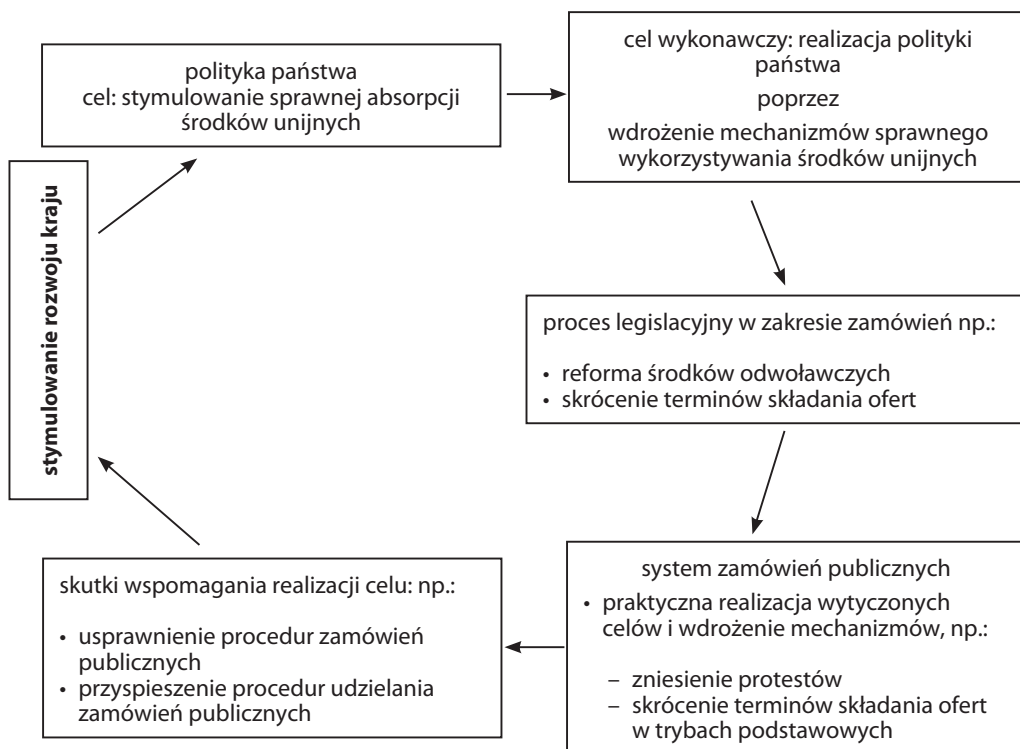 polityka państwa
cel: stymulowanie sprawnej absorpcji
środków unijnych
cel wykonawczy: realizacja polityki
państwa
poprzez
wdrożenie mechanizmów sprawnego
wykorzystywania środków unijnych
proces legislacyjny w zakresie zamówień np.:
• reforma środków odwoławczych
• skrócenie terminów składania ofert
system zamówień publicznych
• praktyczna realizacja wytyczonych
celów i wdrożenie mechanizmów, np.:
– zniesienie protestów
– skrócenie terminów składania ofert
w trybach podstawowych
skutki wspomagania realizacji celu: np.:
• usprawnienie procedur zamówień
publicznych
• przyspieszenie procedur udzielania
zamówień publicznych
stymulowanie rozwoju kraju